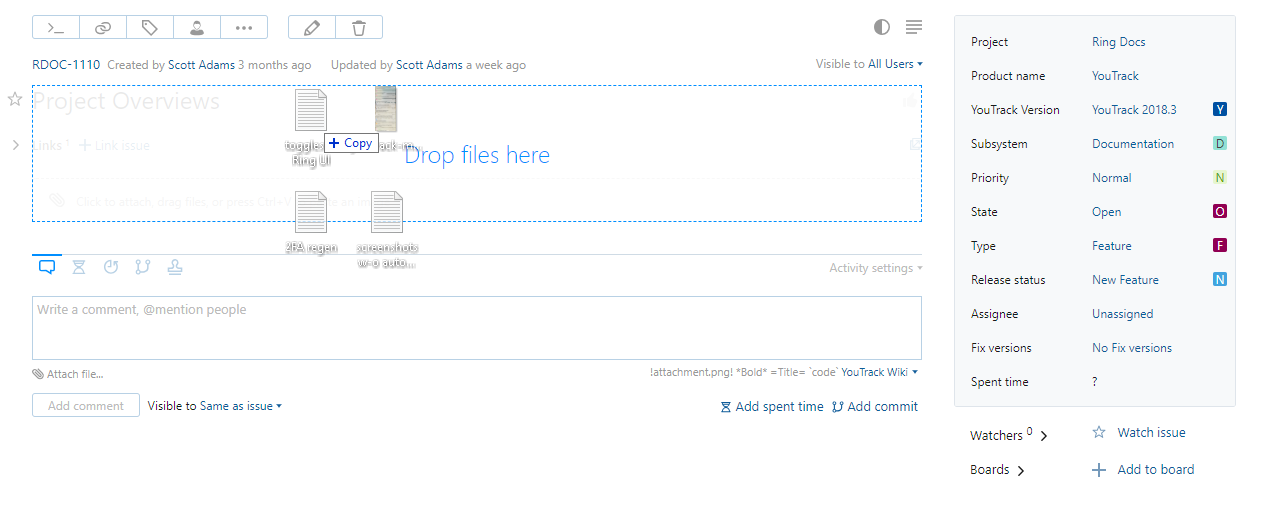 RDOC-1110 Created by Scott Adams 3 months ago Updated by Scott Adams a week ago Visible to All Users
Project Overviews
Links 1 + Link issue
Copy
Ring UI
Drop files here
Click to attach, drag files, or press Ctrl+V
2FA regen
screenshots
w-o auto...
Activity settings
Write a comment, @mention people
Attach file...
!attachment.png! *Bold* =Title= `code` YouTrack Wiki
Add comment Visible to Same as issue
Add spent time Add commit
Project Ring Docs
Product name YouTrack
YouTrack Version YouTrack 2018.3 Y
Subsystem Documentation D
Priority Normal N
State Open O
Type Feature F
Release status New Feature N
Assignee Unassigned
Fix versions No Fix versions
Spent time ?
Watchers 0 Watch issue
Boards Add to board